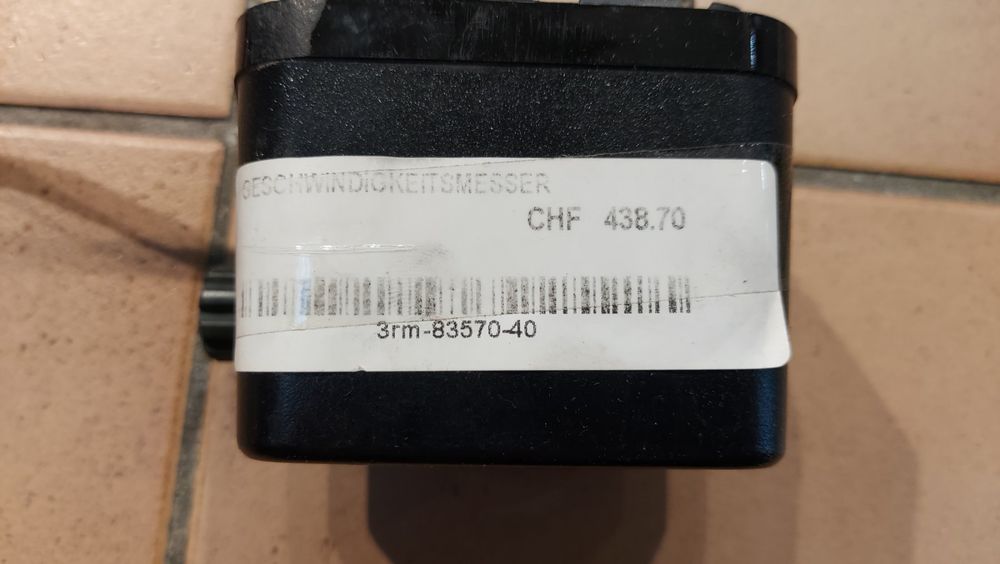 GESCHWINDIGKEITSMESSER
CHF 438.70
3rm-83570-40